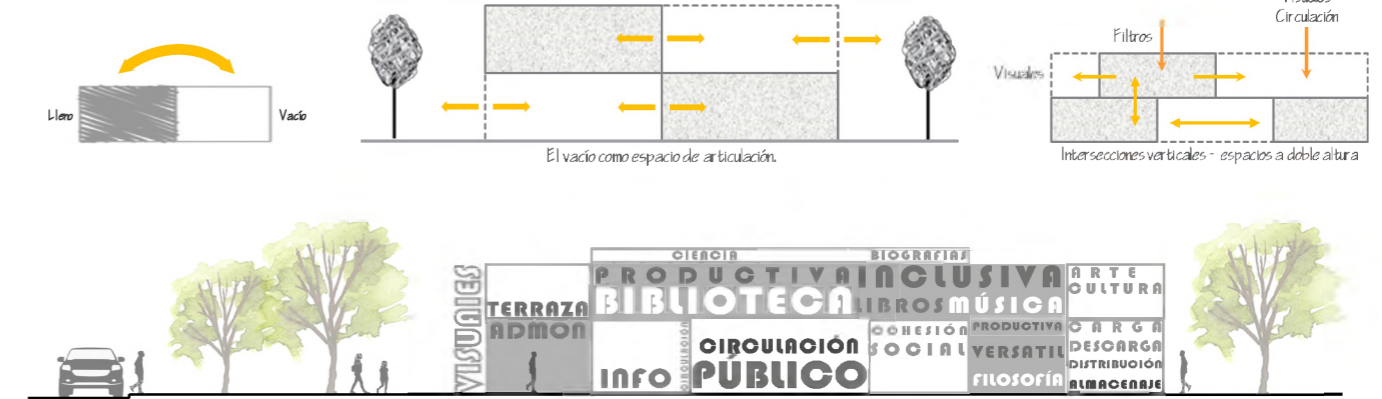 Lleno
Vacío
El vacío como espacio de articulación.
Visuales
Circulación
Filtros
Visuales
Intersecciones verticales - espacios a doble altura
VISUALES
TERRAZA
ADMON
CIENCIA
BIOGRAFIAS
PRODUCTIVA
INCLUSIVA
BIBLIOTECA
LIBROS MÚSICA
ARTE
CULTURA
INFO
CIRCULACIÓN
CIRCULACIÓN
PÚBLICO
COHESIÓN
SOCIAL
PRODUCTIVA
VERSATIL
FILOSOFÍA
CARGA
DESCARGA
DISTRIBUCIÓN
ALMACENAJE